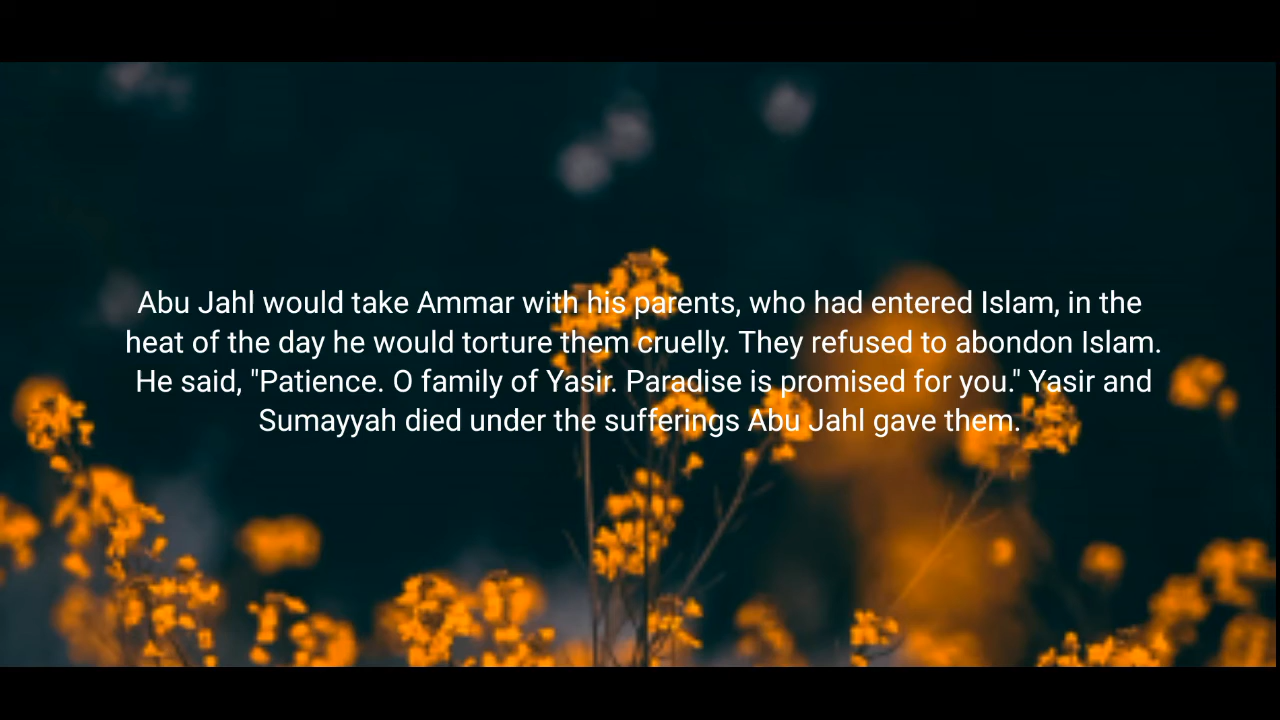 Abu Jahl would take Ammar with his parents, who had entered Islam, in the
heat of the day he would torture them cruelly. They refused to abondon Islam.
He said, "Patience. O family of Yasir. Paradise is promised for you." Yasir and
Sumayyah died under the sufferings Abu Jahl gave them.